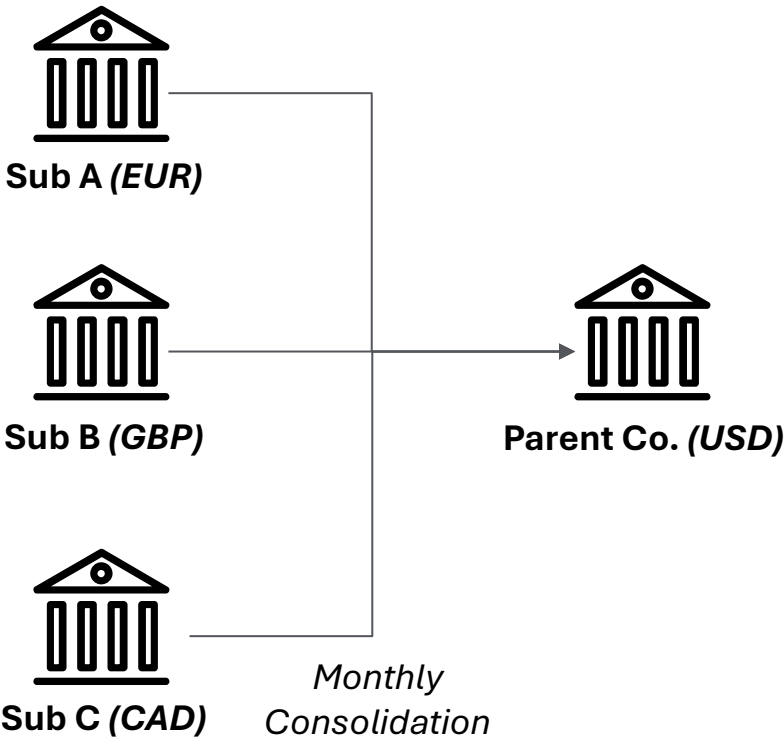 Sub A (EUR)
Sub B (GBP)
Parent Co. (USD)
Sub C (CAD)
Monthly
Consolidation